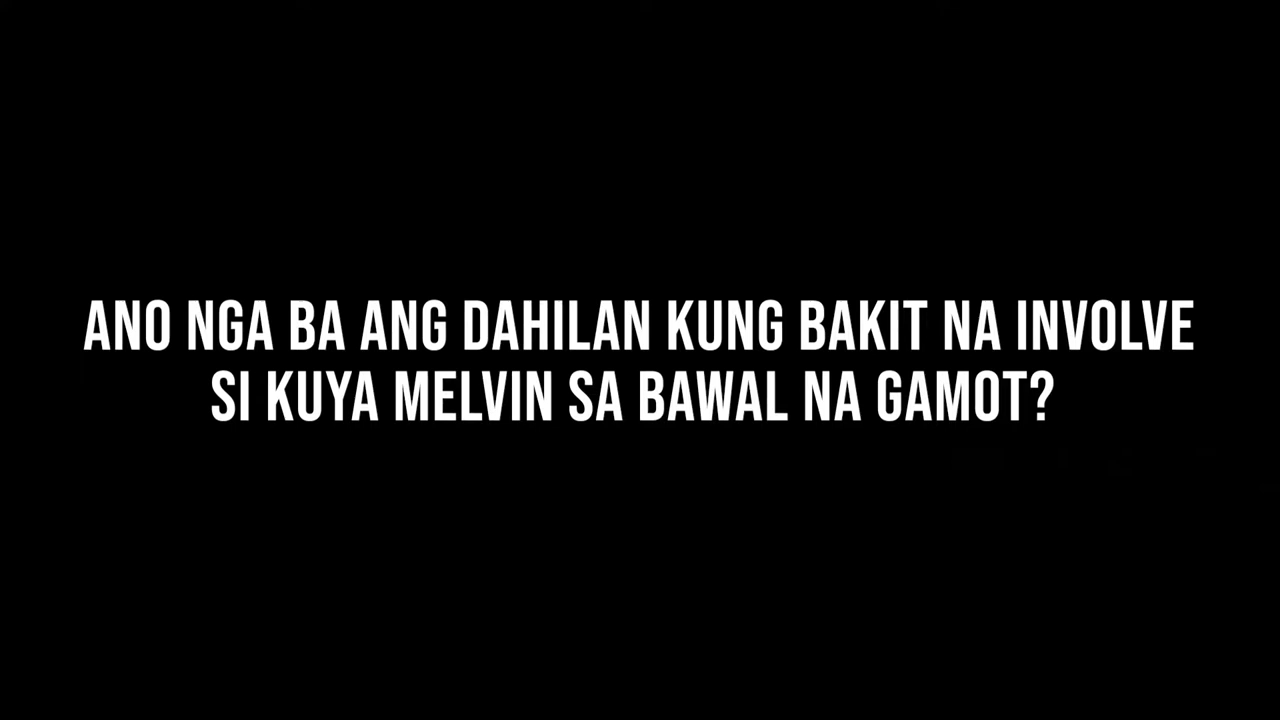 ANO NGA BA ANG DAHILAN KUNG BAKIT NA INVOLVE
SI KUYA MELVIN SA BAWAL NA GAMOT?